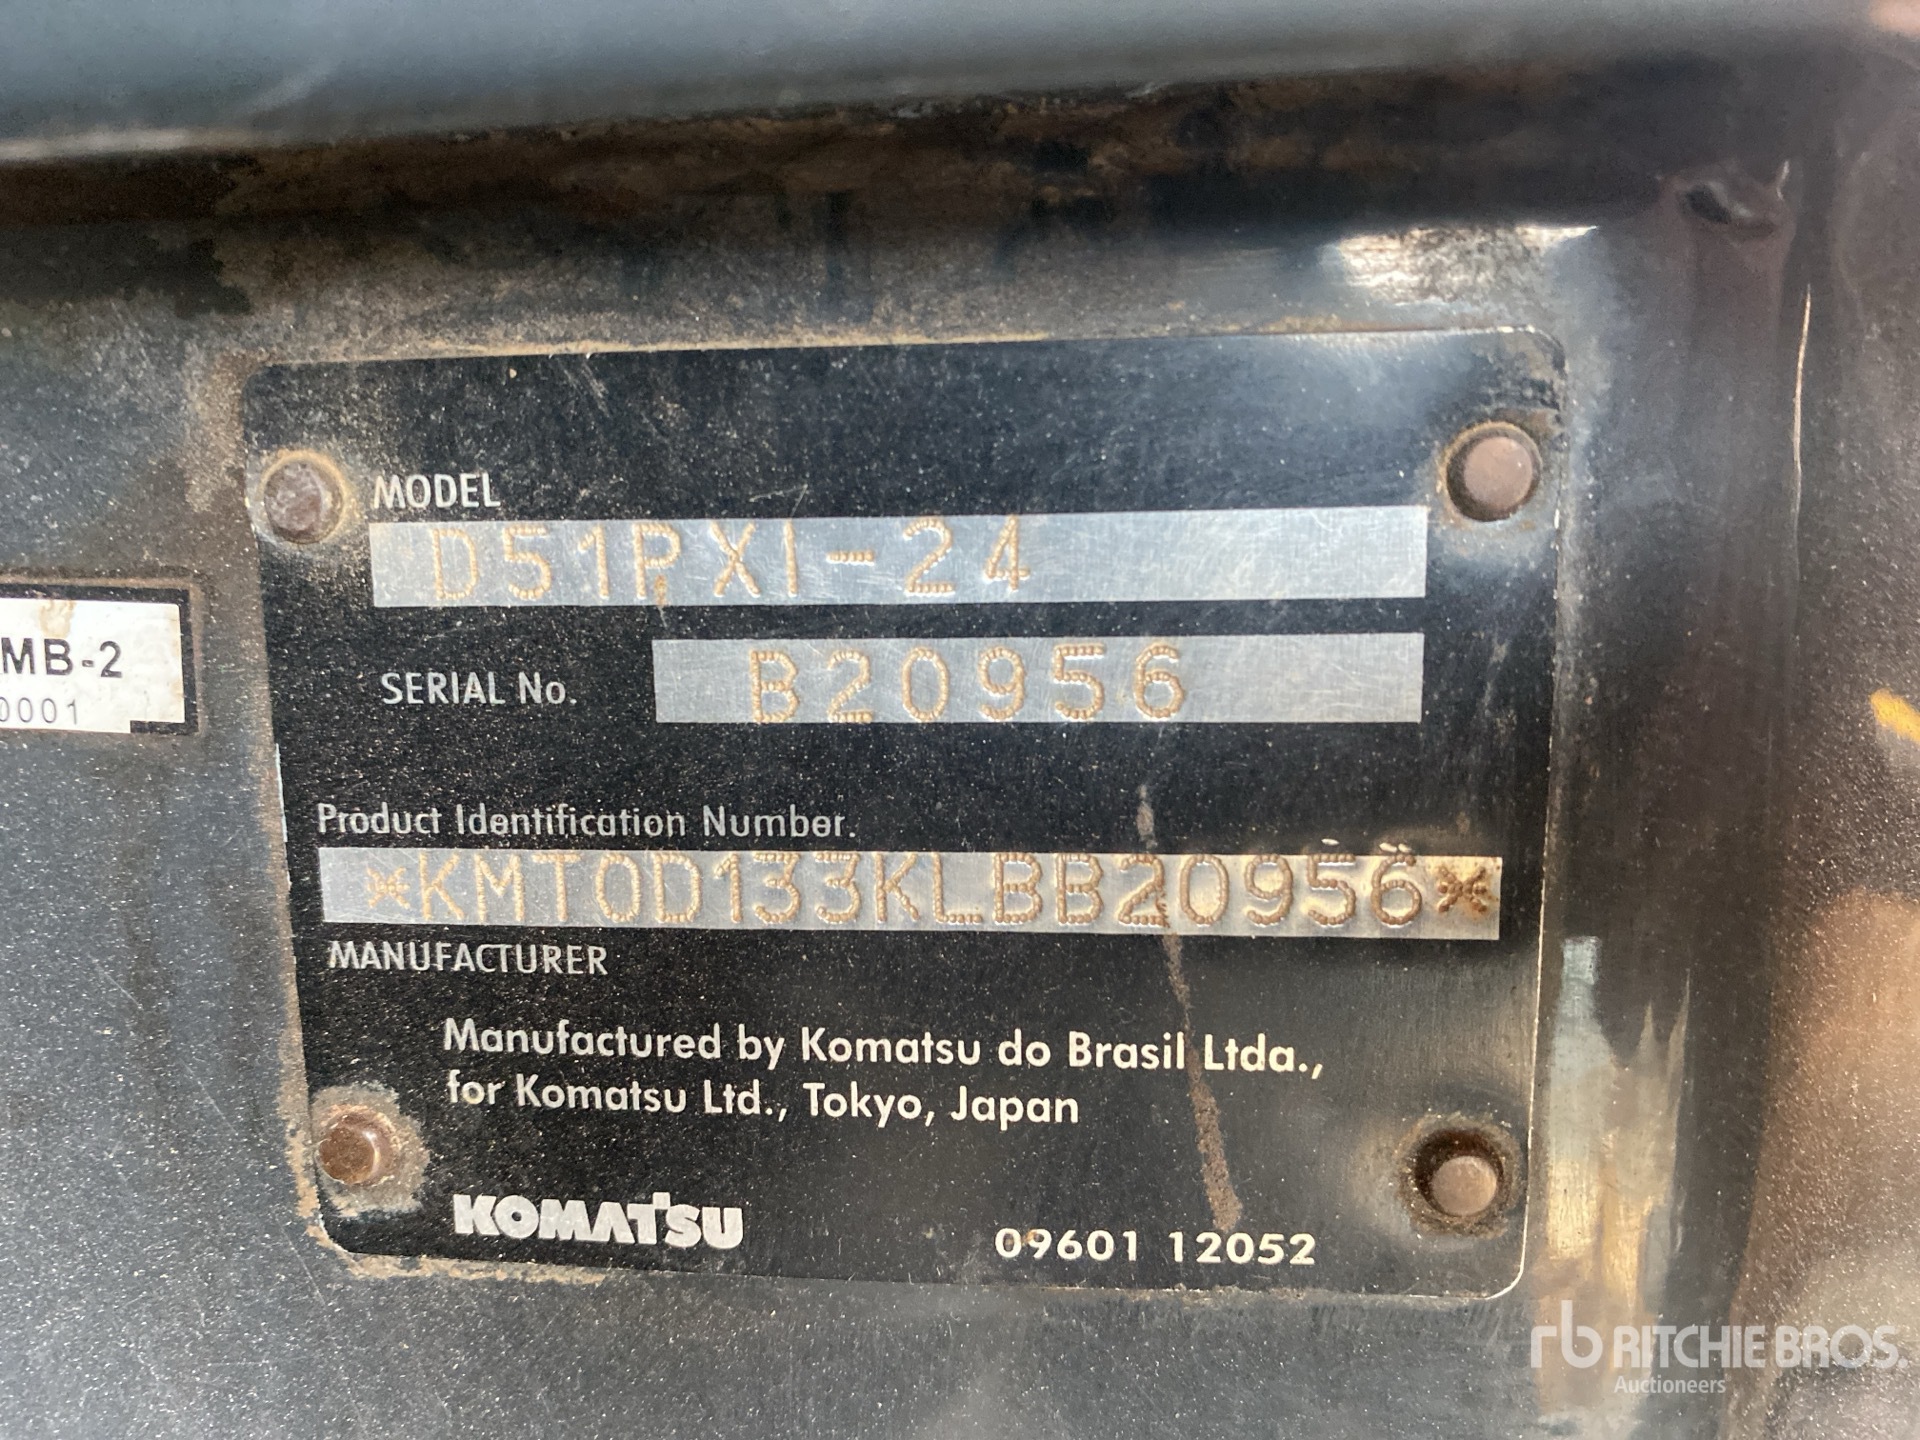 MODEL
D51PXI-24
SERIAL No.
B20956
MB-2
0001
Product Identification Number.
*KMT0D133KLBB20956*
MANUFACTURER
Manufactured by Komatsu do Brasil Ltda.,
for Komatsu Ltd., Tokyo, Japan
KOMATSU
09601 12052
rb RITCHIE BROS.
Auctioneers